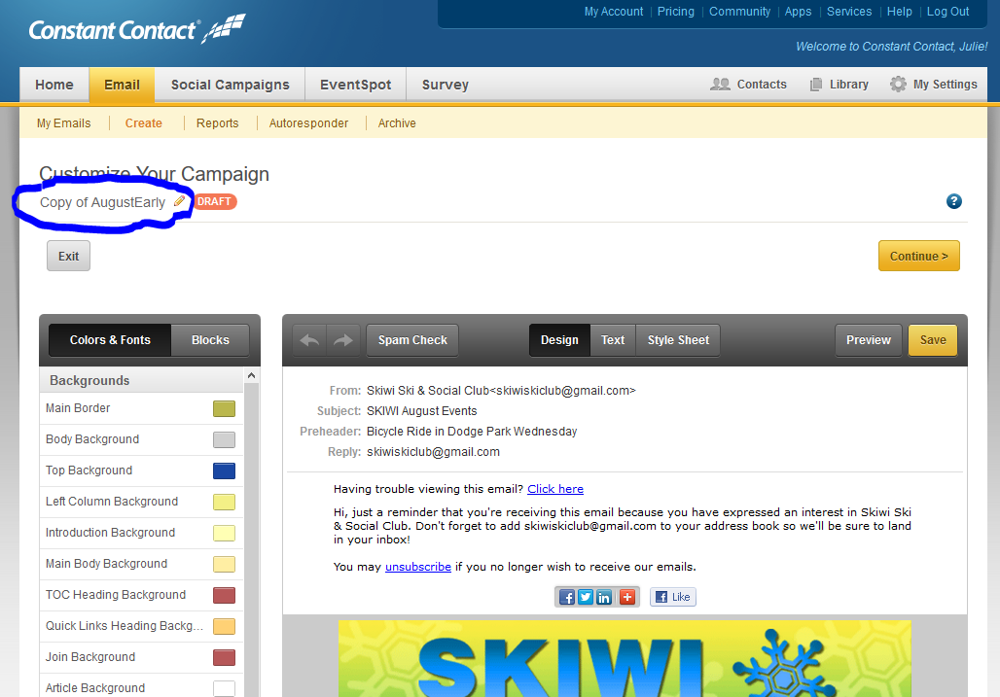 Constant Contact®
My Account | Pricing | Community | Apps | Services | Help | Log Out
Welcome to Constant Contact, Julie!
Home Email Social Campaigns EventSpot Survey Contacts Library My Settings
My Emails | Create | Reports | Autoresponder | Archive
Customize Your Campaign
Copy of AugustEarly DRAFT ?
Exit Continue >
Colors & Fonts Blocks
Spam Check Design Text Style Sheet Preview Save
Backgrounds
Main Border
Body Background
Top Background
Left Column Background
Introduction Background
Main Body Background
TOC Heading Background
Quick Links Heading Backg...
Join Background
Article Background
From: Skiwi Ski & Social Club<skiwiskiclub@gmail.com>
Subject: SKIWI August Events
Preheader: Bicycle Ride in Dodge Park Wednesday
Reply: skiwiskiclub@gmail.com
Having trouble viewing this email? Click here
Hi, just a reminder that you're receiving this email because you have expressed an interest in Skiwi Ski
& Social Club. Don't forget to add skiwiskiclub@gmail.com to your address book so we'll be sure to land
in your inbox!
You may unsubscribe if you no longer wish to receive our emails.
f in + f Like
SKIWI